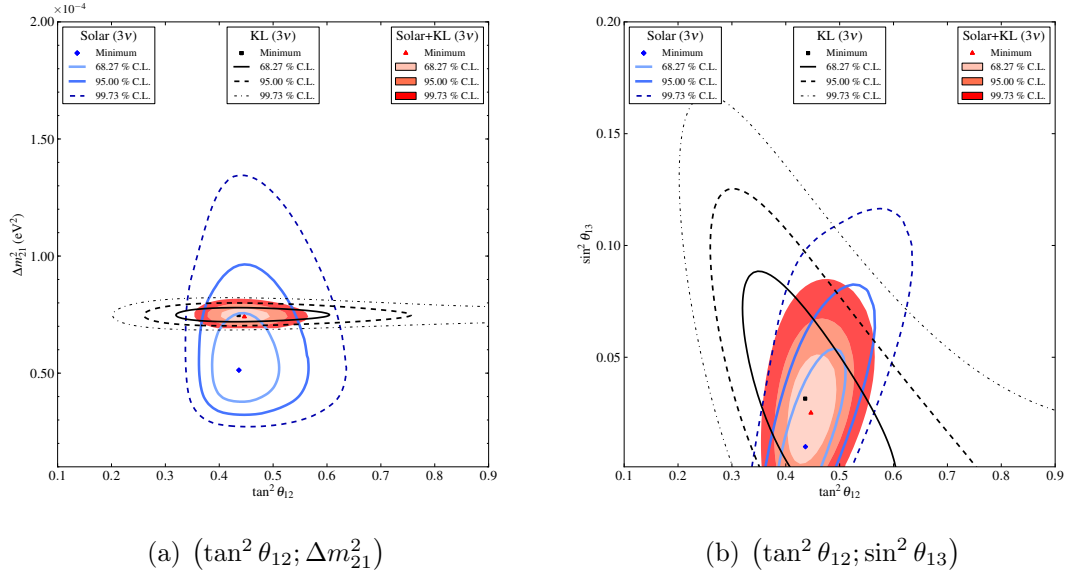 ×10⁻⁴
2.00
1.50
1.00
0.50
Δm²₂₁ (eV²)
Solar (3ν)
Minimum
68.27 % C.L.
95.00 % C.L.
99.73 % C.L.
KL (3ν)
Minimum
68.27 % C.L.
95.00 % C.L.
99.73 % C.L.
Solar+KL (3ν)
Minimum
68.27 % C.L.
95.00 % C.L.
99.73 % C.L.
0.1 0.2 0.3 0.4 0.5 0.6 0.7 0.8 0.9
tan² θ₁₂
(a) (tan² θ₁₂; Δm²₂₁)
0.20
0.15
0.10
0.05
sin² θ₁₃
Solar (3ν)
Minimum
68.27 % C.L.
95.00 % C.L.
99.73 % C.L.
KL (3ν)
Minimum
68.27 % C.L.
95.00 % C.L.
99.73 % C.L.
Solar+KL (3ν)
Minimum
68.27 % C.L.
95.00 % C.L.
99.73 % C.L.
0.1 0.2 0.3 0.4 0.5 0.6 0.7 0.8 0.9
tan² θ₁₂
(b) (tan² θ₁₂; sin² θ₁₃)